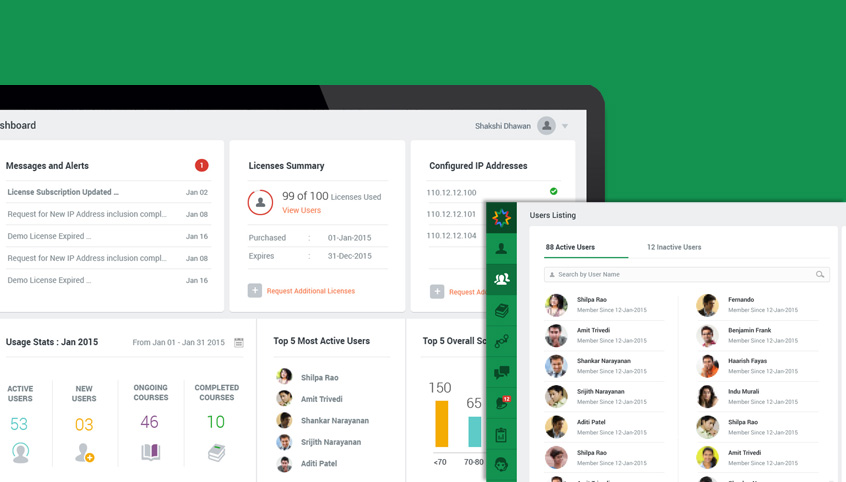 shboard
Shakshi Dhawan
Messages and Alerts
1
License Subscription Updated ...
Jan 02
Request for New IP Address inclusion compl...
Jan 08
Demo License Expired ...
Jan 16
Request for New IP Address inclusion compl...
Jan 08
Demo License Expired ...
Jan 16
Licenses Summary
99 of 100 Licenses Used
View Users
Purchased : 01-Jan-2015
Expires : 31-Dec-2015
+ Request Additional Licenses
Configured IP Addresses
110.12.12.100
110.12.12.101
110.12.12.104
+ Request Ad
Usage Stats : Jan 2015
From Jan 01 - Jan 31 2015
ACTIVE
USERS
53
NEW
USERS
03
ONGOING
COURSES
46
COMPLETED
COURSES
10
Top 5 Most Active Users
Shilpa Rao
Amit Trivedi
Shankar Narayanan
Srijith Narayanan
Aditi Patel
Top 5 Overall Sc
150
65
<70
70-80
12
Users Listing
88 Active Users
12 Inactive Users
Search by User Name
Shilpa Rao
Member Since 12-Jan-2015
Amit Trivedi
Member Since 12-Jan-2015
Shankar Narayanan
Member Since 12-Jan-2015
Srijith Narayanan
Member Since 12-Jan-2015
Aditi Patel
Member Since 12-Jan-2015
Shilpa Rao
Member Since 12-Jan-2015
Fernando
Member Since 12-Jan-2015
Benjamin Frank
Member Since 12-Jan-2015
Haarish Fayas
Member Since 12-Jan-2015
Indu Murali
Member Since 12-Jan-2015
Shilpa Rao
Member Since 12-Jan-2015
Amit Trivedi
Member Since 12-Jan-2015